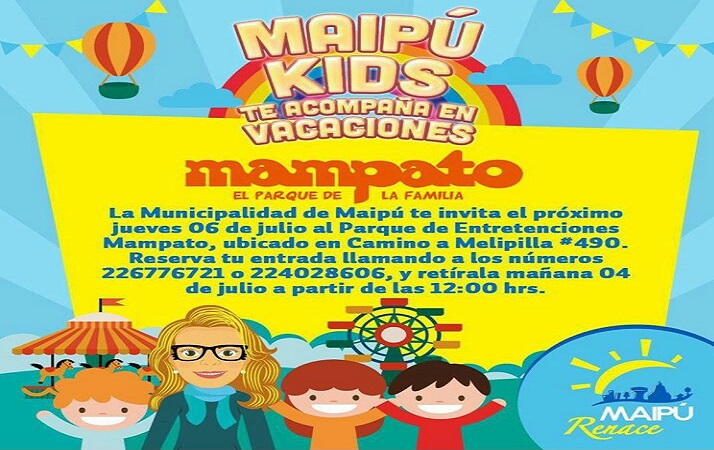 MAIPÚ
KIDS
TE ACOMPAÑA EN
VACACIONES
mampato
EL PARQUE DE LA FAMILIA
La Municipalidad de Maipú te invita el próximo
jueves 06 de julio al Parque de Entretenciones
Mampato, ubicado en Camino a Melipilla #490.
Reserva tu entrada llamando a los números
226776721 o 224028606, y retírala mañana 04
de julio a partir de las 12:00 hrs.
MAIPÚ
Renace